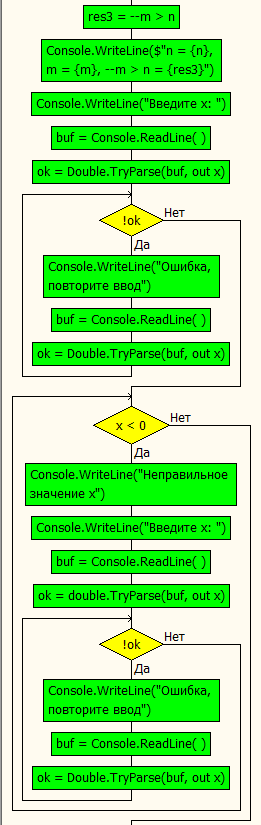 res3 = --m > n
Console.WriteLine($"n = {n},
m = {m}, --m > n = {res3}")
Console.WriteLine("Введите x: ")
buf = Console.ReadLine( )
ok = Double.TryParse(buf, out x)
!ok
Нет
Да
Console.WriteLine("Ошибка,
повторите ввод")
buf = Console.ReadLine( )
ok = Double.TryParse(buf, out x)
x < 0
Нет
Да
Console.WriteLine("Неправильное
значение x")
Console.WriteLine("Введите x: ")
buf = Console.ReadLine( )
ok = double.TryParse(buf, out x)
!ok
Нет
Да
Console.WriteLine("Ошибка,
повторите ввод")
buf = Console.ReadLine( )
ok = Double.TryParse(buf, out x)